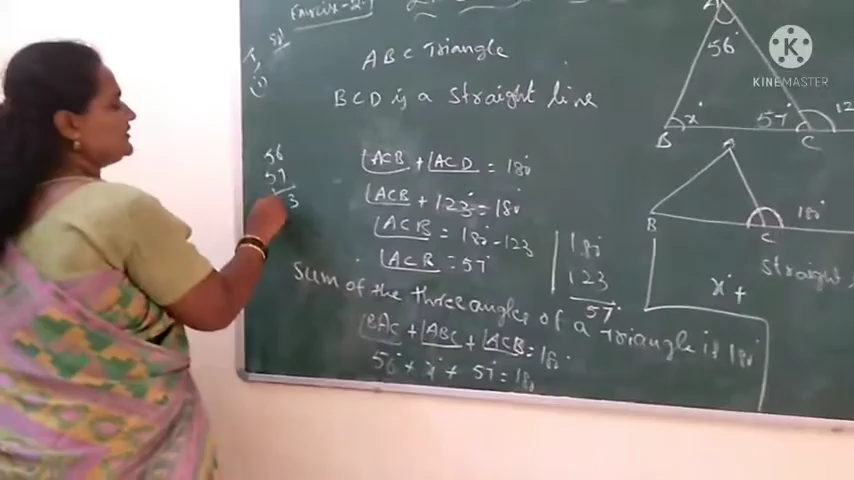 Exercise-2.1
(i)
ABC Triangle
BCD is a straight line
56
57
3
∠ACB + ∠ACD = 180
∠ACB + 123° = 180
∠ACB = 180 - 123
∠ACB = 57°
180
123
57
Sum of the three angles of a triangle is 180
∠BAC + ∠ABC + ∠ACB = 180
56° + x° + 57° = 180
56°
x°
57°
12
B
C
B
C
180°
straight l
x° +
K
KINEMASTER